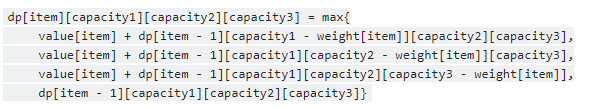 dp[item][capacity1][capacity2][capacity3] = max{
value[item] + dp[item - 1][capacity1 - weight[item]][capacity2][capacity3],
value[item] + dp[item - 1][capacity1][capacity2 - weight[item]][capacity3],
value[item] + dp[item - 1][capacity1][capacity2][capacity3 - weight[item]],
dp[item - 1][capacity1][capacity2][capacity3]}